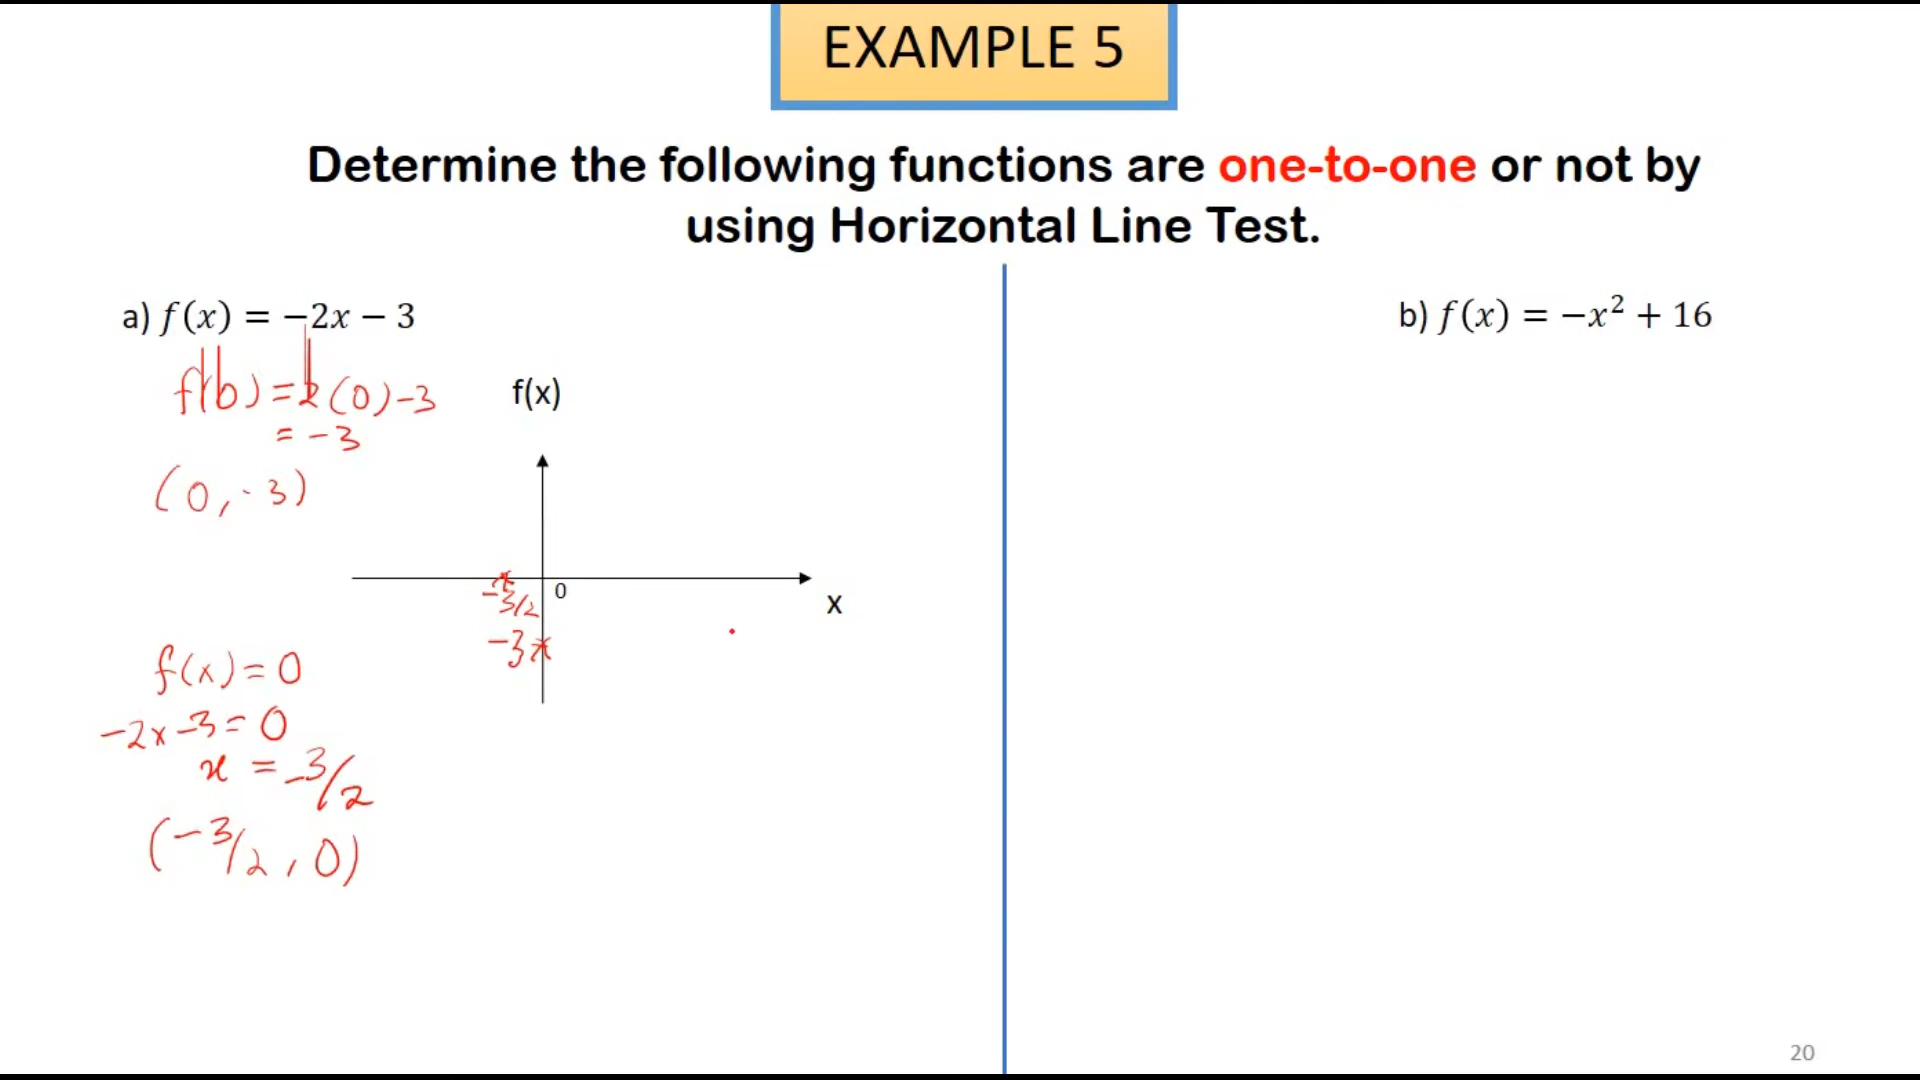 EXAMPLE 5
Determine the following functions are one-to-one or not by
using Horizontal Line Test.
a) f(x) = −2x − 3
f(0) = 2(0) -3
= -3
(0, -3)
f(x)
0
x
-3/2
-3
f(x) = 0
-2x -3 = 0
x = -3/2
(-3/2, 0)
b) f(x) = −x² + 16
20